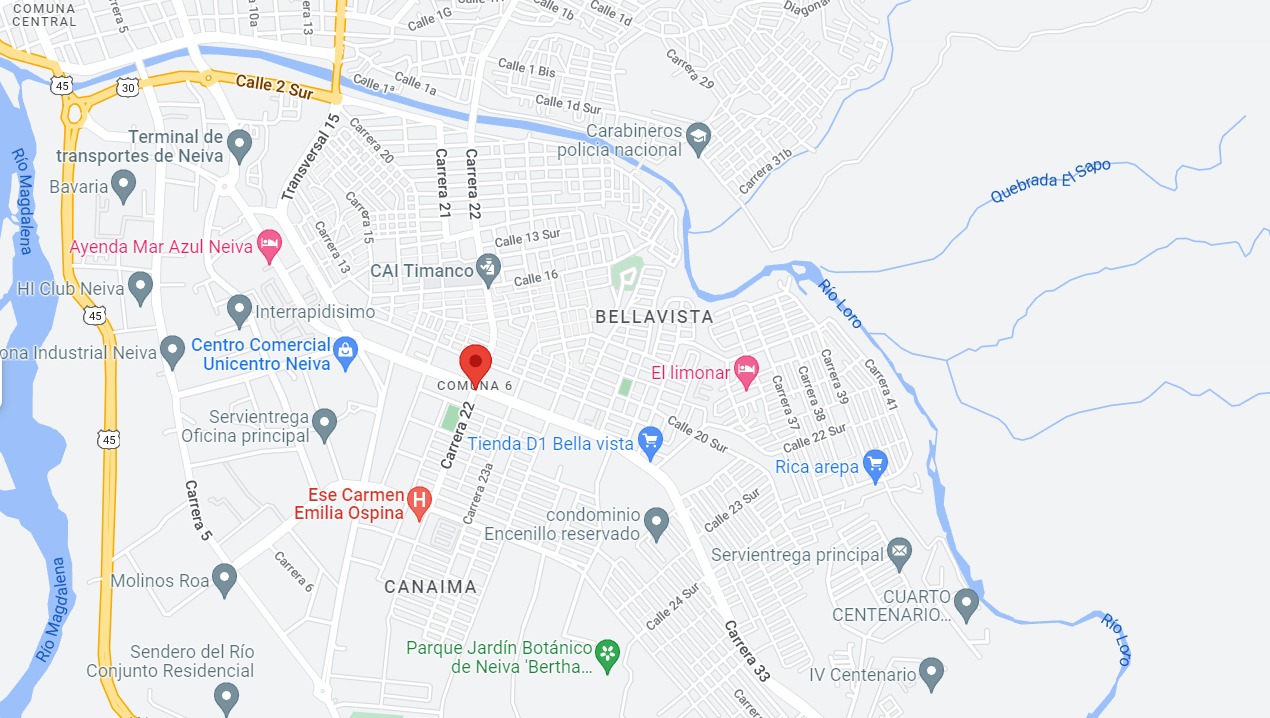 COMUNA
CENTRAL
Carrera 5
10a
13
Calle 1G
Calle 1b
Calle 1d
Diagonal
45
30
Calle 2 Sur
Calle 1ª
Calle 1a
Calle 1 Bis
Carrera 29
Calle 1d Sur
Carabineros
policia nacional
Carrera 31b
Quebrada El Sapo
Río Magdalena
Terminal de
transportes de Neiva
Bavaria
Transversal 15
Carrera 20
Carrera 21
Carrera 22
Carrera 15
Carrera 13
Calle 13 Sur
Ayenda Mar Azul Neiva
CAI Timanco
Calle 16
HI Club Neiva
45
Interrapidisimo
BELLAVISTA
Río Loro
ona Industrial Neiva
Centro Comercial
Unicentro Neiva
COMUNA 6
El limonar
Carrera 37
Carrera 38
Carrera 39
Carrera 41
45
Servientrega
Oficina principal
Carrera 22
Tienda D1 Bella vista
Calle 20 Sur
Calle 22 Sur
Rica arepa
Carrera 5
Ese Carmen
Emilia Ospina
Carrera 23a
condominio
Encenillo reservado
Calle 23 Sur
Servientrega principal
Río Magdalena
Molinos Roa
Carrera 6
CANAIMA
Calle 24 Sur
CUARTO
CENTENARIO...
Río Loro
Sendero del Río
Conjunto Residencial
Parque Jardín Botánico
de Neiva 'Bertha...
Carrera 33
Carrera
IV Centenario